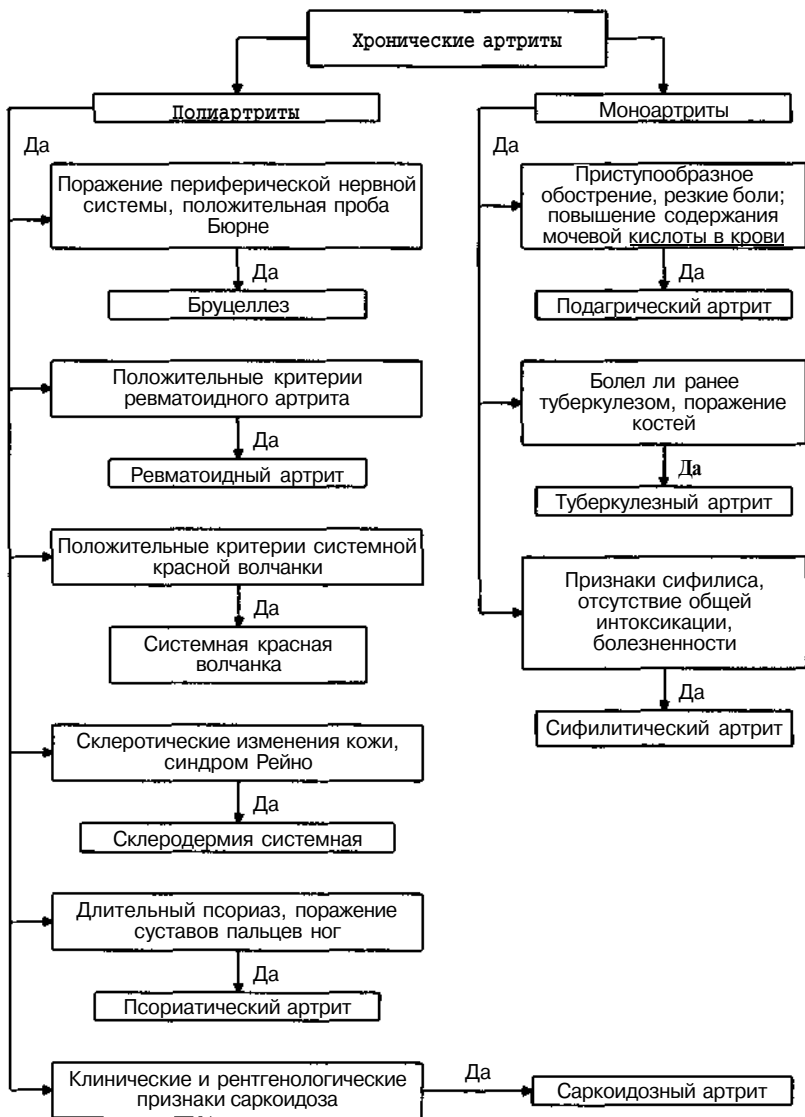 Хронические артриты
Полиартриты
Да
Поражение периферической нервной
системы, положительная проба
Бюрне
Да
Бруцеллез
Положительные критерии
ревматоидного артрита
Да
Ревматоидный артрит
Положительные критерии системной
красной волчанки
Да
Системная красная
волчанка
Склеротические изменения кожи,
синдром Рейно
Да
Склеродермия системная
Длительный псориаз, поражение
суставов пальцев ног
Да
Псориатический артрит
Клинические и рентгенологические
признаки саркоидоза
Да
Саркоидозный артрит
Моноартриты
Да
Приступообразное
обострение, резкие боли;
повышение содержания
мочевой кислоты в крови
Да
Подагрический артрит
Болел ли ранее
туберкулезом, поражение
костей
Да
Туберкулезный артрит
Признаки сифилиса,
отсутствие общей
интоксикации,
болезненности
Да
Сифилитический артрит